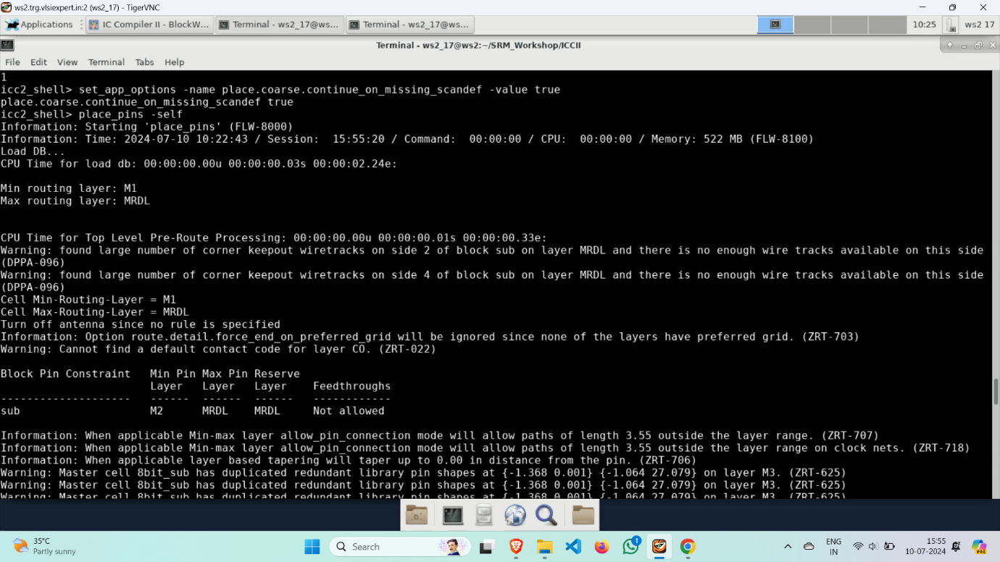 ws2.trg.vlsiexpert.in:2 (ws2_17) - TigerVNC
Applications
IC Compiler II - BlockW...
Terminal - ws2_17@ws...
Terminal - ws2_17@ws...
10:25
ws2 17
Terminal - ws2_17@ws2:~/SRM_Workshop/ICCII
File Edit View Terminal Tabs Help
1
icc2_shell> set_app_options -name place.coarse.continue_on_missing_scandef -value true
place.coarse.continue_on_missing_scandef true
icc2_shell> place_pins -self
Information: Starting 'place_pins' (FLW-8000)
Information: Time: 2024-07-10 10:22:43 / Session:  15:55:20 / Command:  00:00:00 / CPU:  00:00:00 / Memory: 522 MB (FLW-8100)
Load DB...
CPU Time for load db: 00:00:00.00u 00:00:00.03s 00:00:02.24e:
Min routing layer: M1
Max routing layer: MRDL
CPU Time for Top Level Pre-Route Processing: 00:00:00.00u 00:00:00.01s 00:00:00.33e:
Warning: found large number of corner keepout wiretracks on side 2 of block sub on layer MRDL and there is no enough wire tracks available on this side
(DPPA-096)
Warning: found large number of corner keepout wiretracks on side 4 of block sub on layer MRDL and there is no enough wire tracks available on this side
(DPPA-096)
Cell Min-Routing-Layer = M1
Cell Max-Routing-Layer = MRDL
Turn off antenna since no rule is specified
Information: Option route.detail.force_end_on_preferred_grid will be ignored since none of the layers have preferred grid. (ZRT-703)
Warning: Cannot find a default contact code for layer CO. (ZRT-022)
Block Pin Constraint   Min Pin Max Pin Reserve
Layer   Layer   Layer    Feedthroughs
--------------------   ------  ------  ------   ------------
sub                    M2      MRDL    MRDL     Not allowed
Information: When applicable Min-max layer allow_pin_connection mode will allow paths of length 3.55 outside the layer range. (ZRT-707)
Information: When applicable Min-max layer allow_pin_connection mode will allow paths of length 3.55 outside the layer range on clock nets. (ZRT-718)
Information: When applicable layer based tapering will taper up to 0.00 in distance from the pin. (ZRT-706)
Warning: Master cell 8bit_sub has duplicated redundant library pin shapes at {-1.368 0.001} {-1.064 27.079} on layer M3. (ZRT-625)
Warning: Master cell 8bit_sub has duplicated redundant library pin shapes at {-1.368 0.001} {-1.064 27.079} on layer M3. (ZRT-625)
Warning: Master cell 8bit_sub has duplicated redundant library pin shapes at {-1.368 0.001} {-1.064 27.079} on layer M3. (ZRT-625)
35°C
Partly sunny
Search
1
ENG
IN
15:55
10-07-2024
PRE